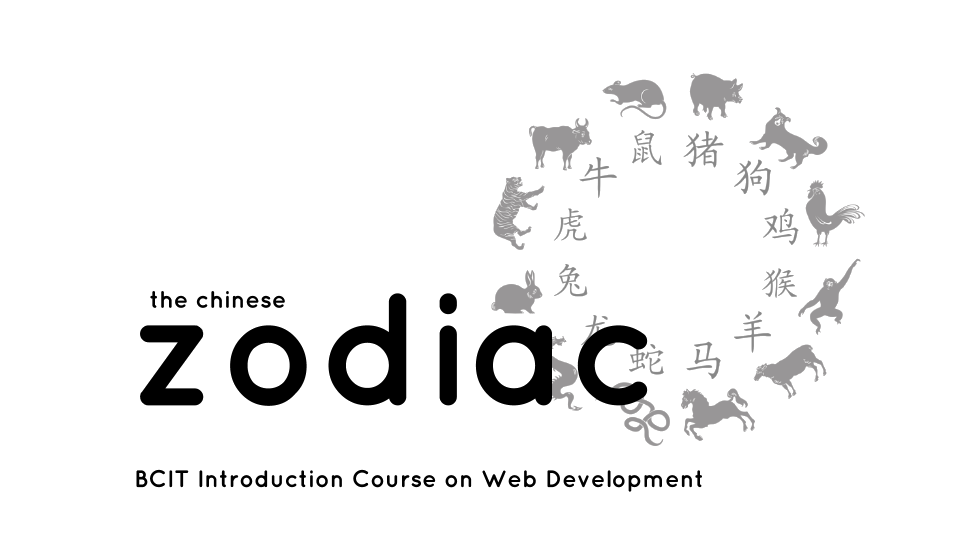 鼠
猪
牛
狗
虎
鸡
兔
猴
the chinese
zodiac
龙
羊
蛇
马
BCIT Introduction Course on Web Development